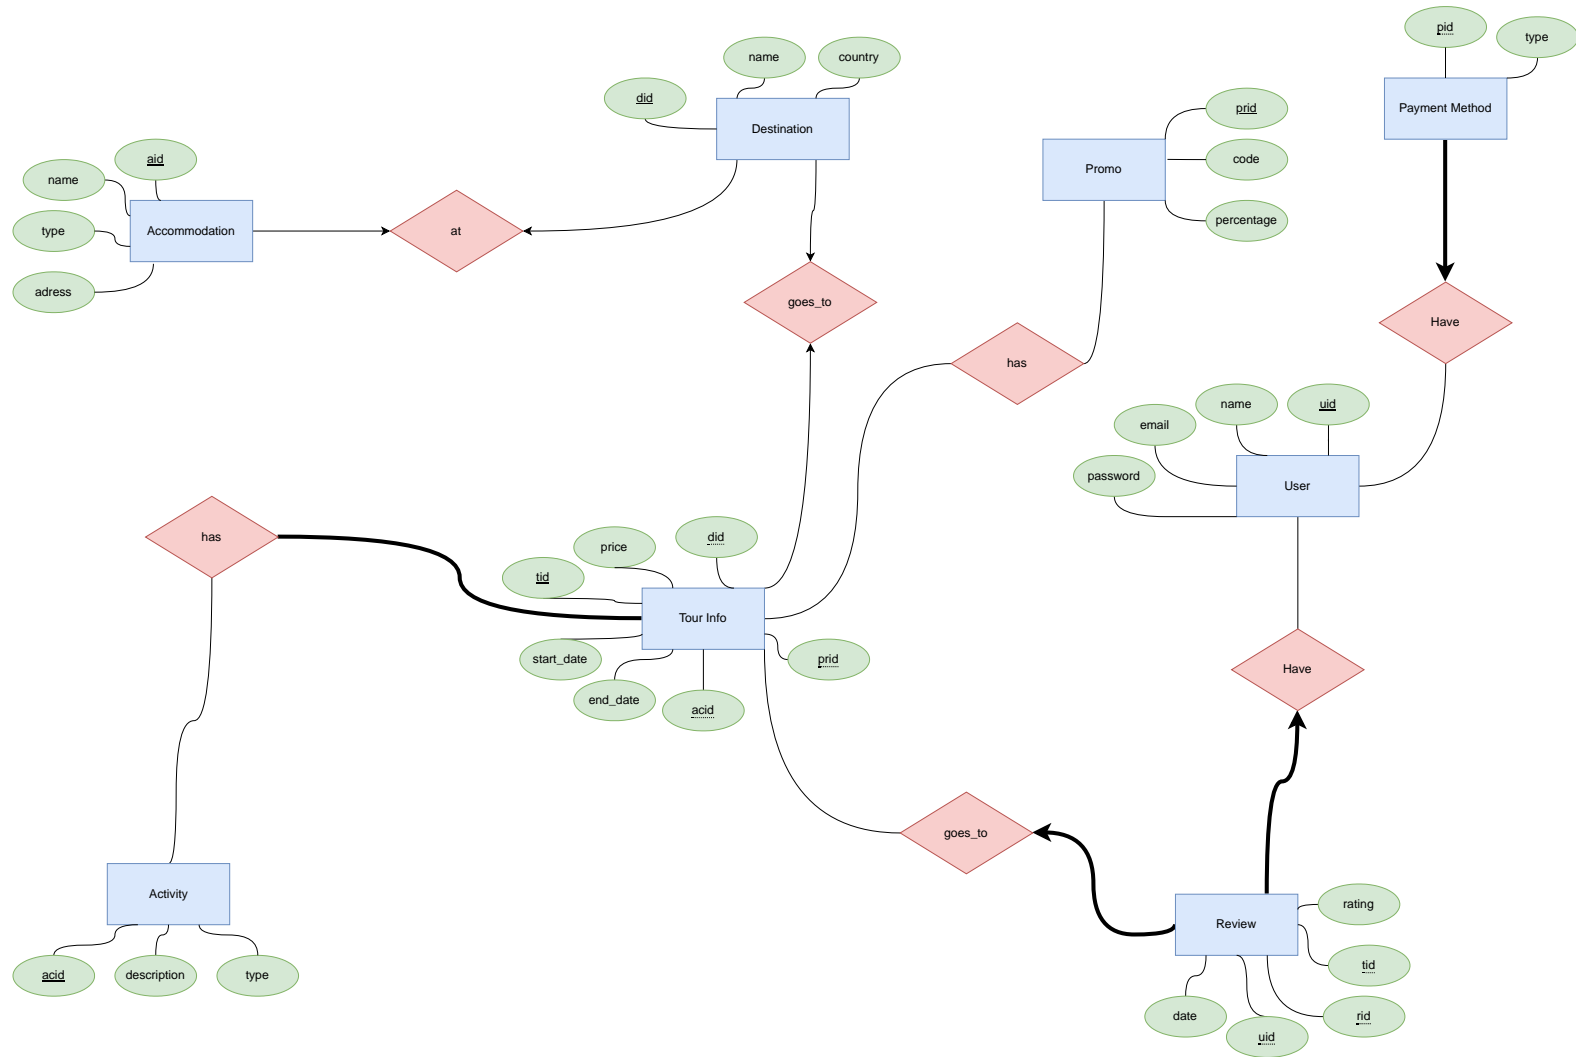 pid
type
name
country
Payment Method
did
prid
Destination
aid
code
Promo
name
percentage
type
Accommodation
at
adress
goes_to
Have
has
name
uid
email
password
User
has
did
price
tid
Tour Info
start_date
prid
end_date
acid
Have
goes_to
Activity
rating
Review
acid
description
type
tid
date
rid
uid